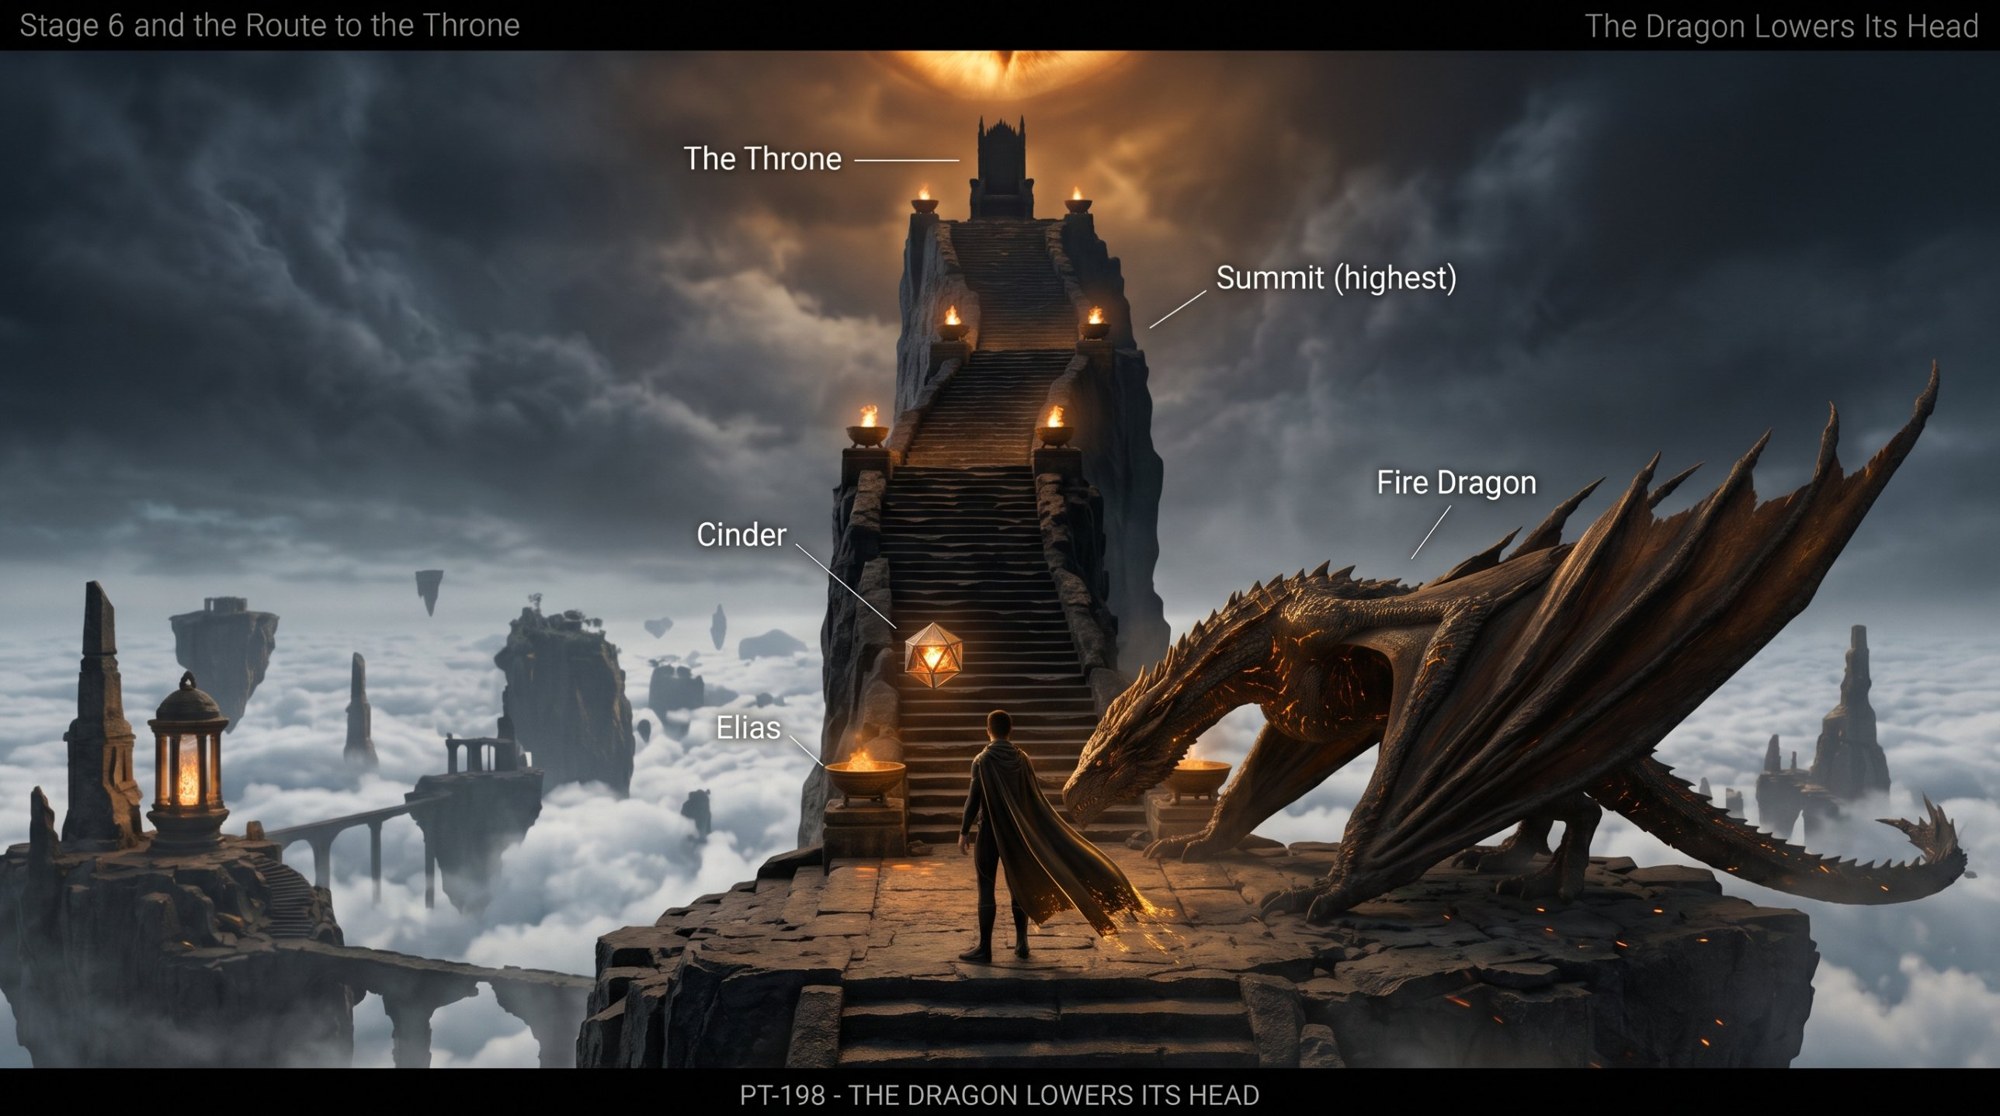 Stage 6 and the Route to the Throne
The Dragon Lowers Its Head
The Throne
Summit (highest)
Fire Dragon
Cinder
Elias
PT-198 - THE DRAGON LOWERS ITS HEAD